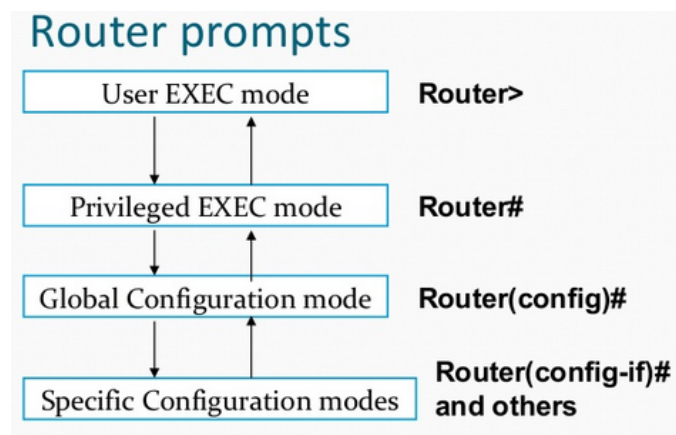 Router prompts
User EXEC mode
Router>
Privileged EXEC mode
Router#
Global Configuration mode
Router(config)#
Specific Configuration modes
Router(config-if)#
and others